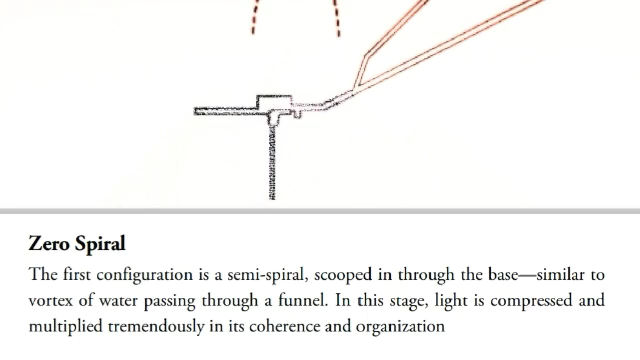 Zero Spiral
The first configuration is a semi-spiral, scooped in through the base—similar to
vortex of water passing through a funnel. In this stage, light is compressed and
multiplied tremendously in its coherence and organization